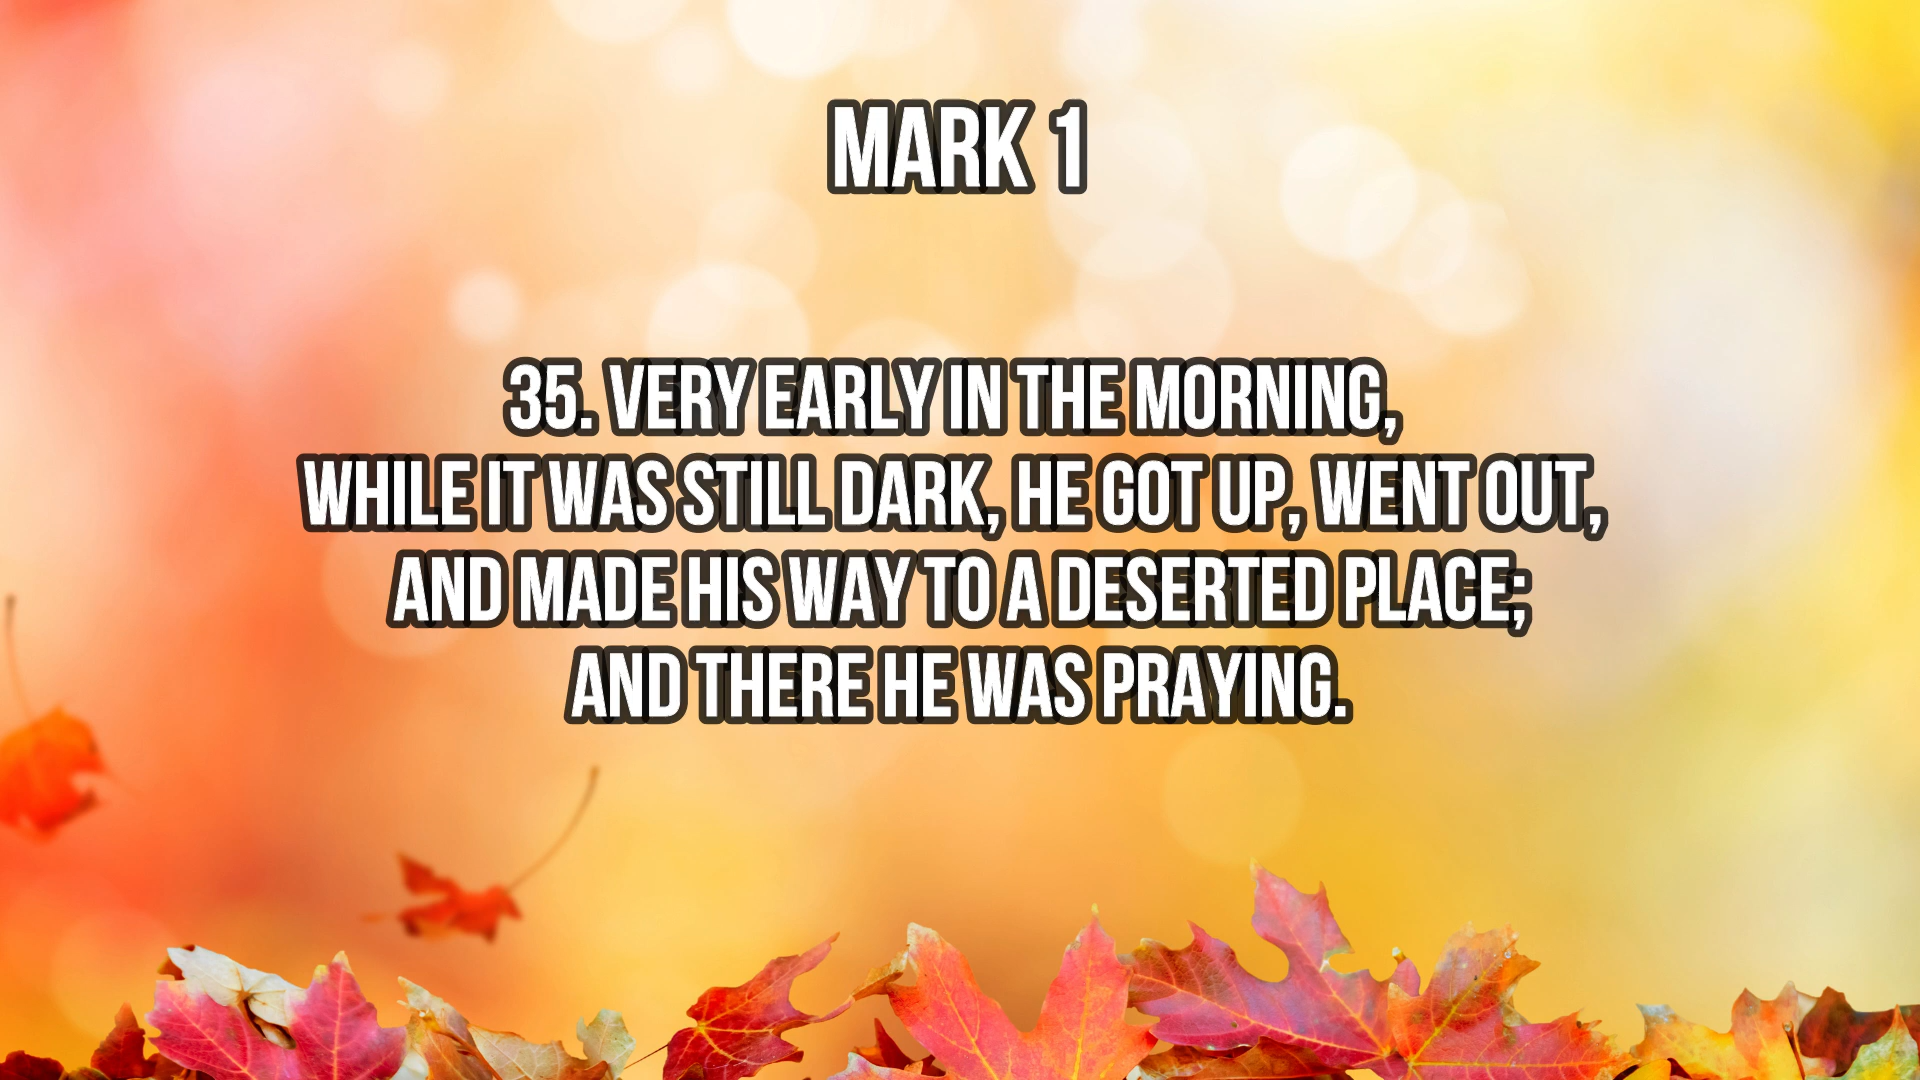 MARK 1
35. VERY EARLY IN THE MORNING,
WHILE IT WAS STILL DARK, HE GOT UP, WENT OUT,
AND MADE HIS WAY TO A DESERTED PLACE;
AND THERE HE WAS PRAYING.